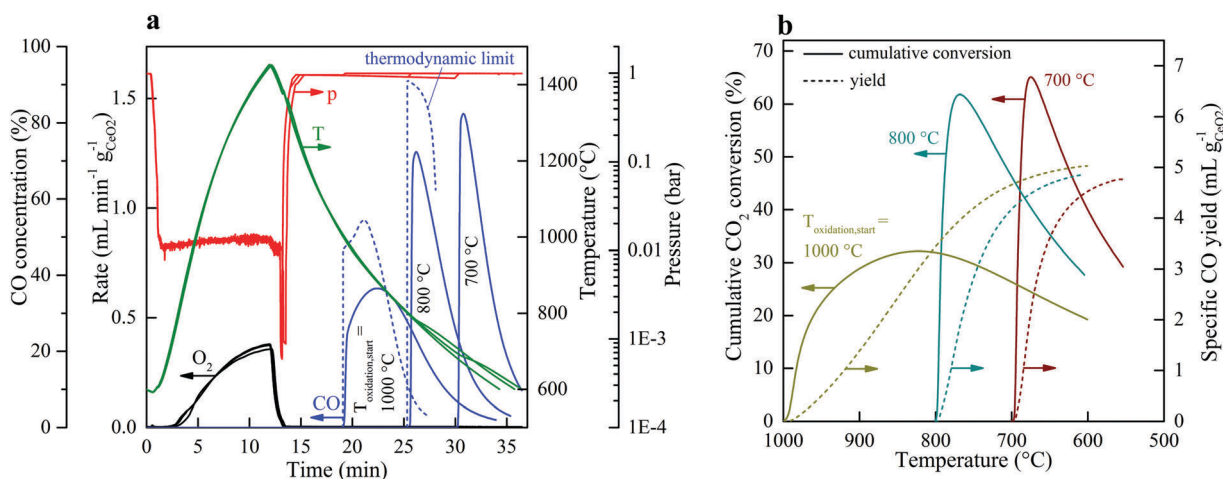 a
CO concentration (%)
100
80
60
40
20
0
Rate (mL min⁻¹ g⁻¹CeO2)
1.5
1.0
0.5
0.0
0
5
10
15
20
25
30
35
Time (min)
thermodynamic limit
p
T
O2
CO
Toxidation,start =
1000 °C
800 °C
700 °C
1400
1200
1000
800
600
Temperature (°C)
1
0.1
0.01
1E-3
1E-4
Pressure (bar)
b
Cumulative CO2 conversion (%)
70
60
50
40
30
20
10
0
cumulative conversion
yield
700 °C
800 °C
Toxidation,start =
1000 °C
1000
900
800
700
600
500
Temperature (°C)
7
6
5
4
3
2
1
0
Specific CO yield (mL g⁻¹CeO2)